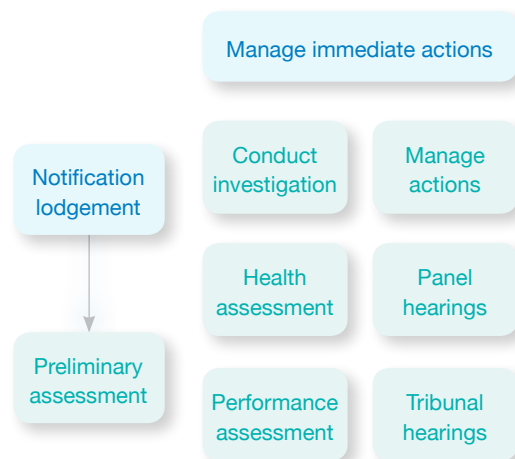 Manage immediate actions
Notification
lodgement
Preliminary
assessment
Conduct
investigation
Manage
actions
Health
assessment
Panel
hearings
Performance
assessment
Tribunal
hearings